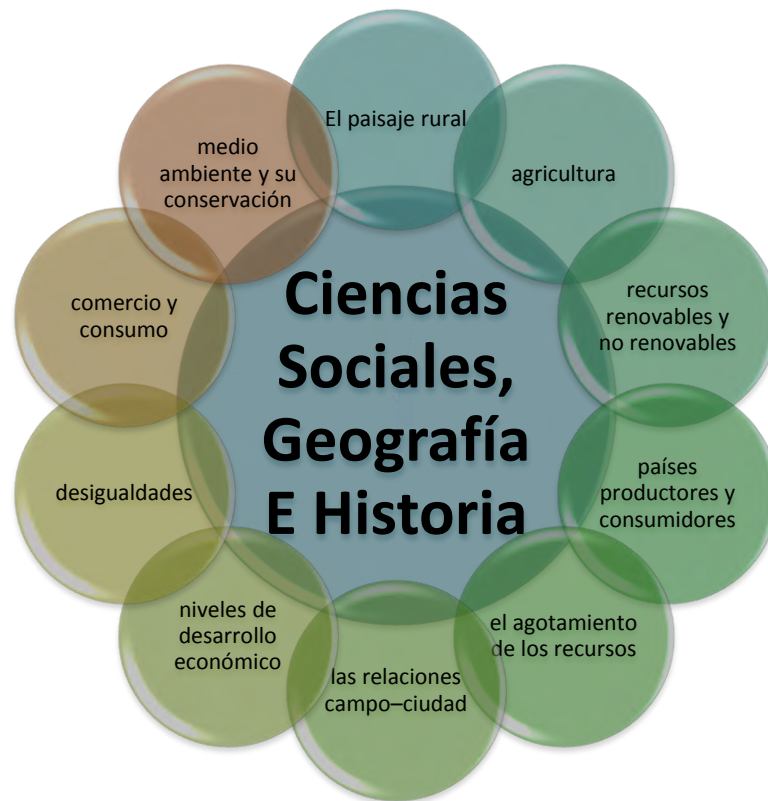 Ciencias
Sociales,
Geografía
E Historia
El paisaje rural
agricultura
recursos
renovables y
no renovables
países
productores y
consumidores
el agotamiento
de los recursos
las relaciones
campo–ciudad
niveles de
desarrollo
económico
desigualdades
comercio y
consumo
medio
ambiente y su
conservación